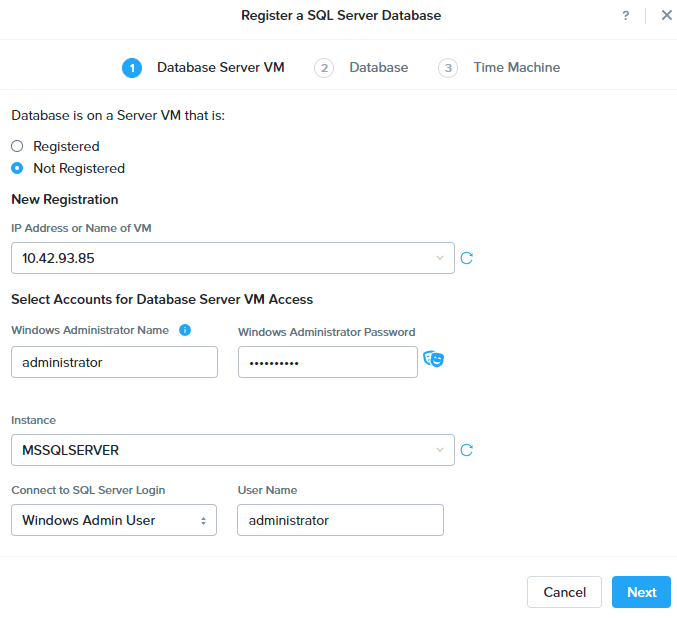 Register a SQL Server Database ?
1 Database Server VM 2 Database 3 Time Machine
Database is on a Server VM that is:
Registered
Not Registered
New Registration
IP Address or Name of VM
10.42.93.85
Select Accounts for Database Server VM Access
Windows Administrator Name Windows Administrator Password
administrator ••••••••••
Instance
MSSQLSERVER
Connect to SQL Server Login User Name
Windows Admin User administrator
Cancel Next